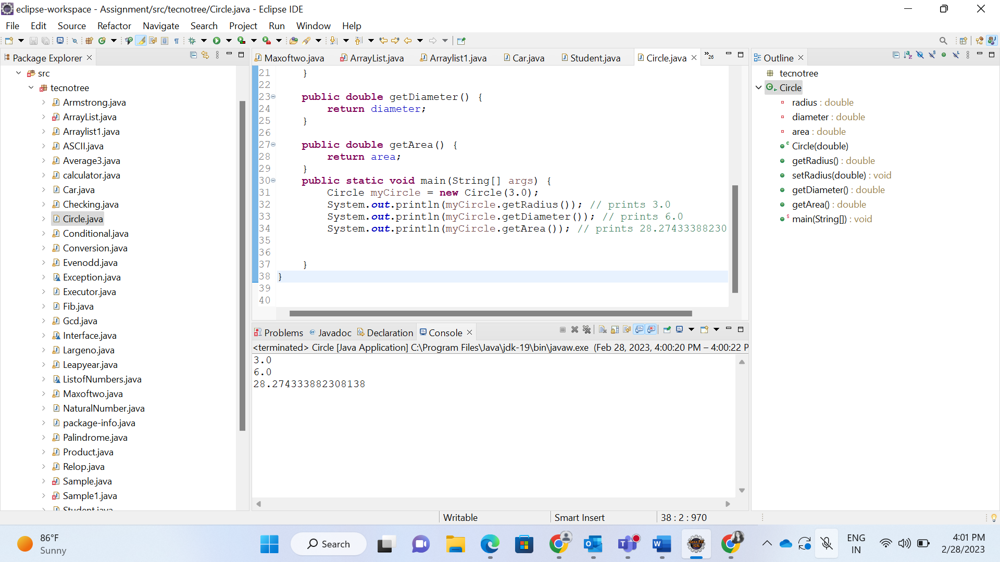 eclipse-workspace - Assignment/src/tecnotree/Circle.java - Eclipse IDE
File Edit Source Refactor Navigate Search Project Run Window Help
Package Explorer
src
tecnotree
Armstrong.java
ArrayList.java
Arraylist1.java
ASCII.java
Average3.java
calculator.java
Car.java
Checking.java
Circle.java
Conditional.java
Conversion.java
Evenodd.java
Exception.java
Executor.java
Fib.java
Gcd.java
Interface.java
Largeno.java
Leapyear.java
ListofNumbers.java
Maxoftwo.java
NaturalNumber.java
package-info.java
Palindrome.java
Product.java
Relop.java
Sample.java
Sample1.java
Student.java
Maxoftwo.java ArrayList.java Arraylist1.java Car.java Student.java Circle.java »26
21 }
22
23 public double getDiameter() {
24 return diameter;
25 }
26
27 public double getArea() {
28 return area;
29 }
30 public static void main(String[] args) {
31 Circle myCircle = new Circle(3.0);
32 System.out.println(myCircle.getRadius()); // prints 3.0
33 System.out.println(myCircle.getDiameter()); // prints 6.0
34 System.out.println(myCircle.getArea()); // prints 28.27433388230
35
36
37 }
38 }
39
40
Problems @ Javadoc Declaration Console
<terminated> Circle [Java Application] C:\Program Files\Java\jdk-19\bin\javaw.exe (Feb 28, 2023, 4:00:20 PM – 4:00:22 P
3.0
6.0
28.274333882308138
Outline
tecnotree
Circle
radius : double
diameter : double
area : double
Circle(double)
getRadius() : double
setRadius(double) : void
getDiameter() : double
getArea() : double
main(String[]) : void
Writable Smart Insert 38 : 2 : 970
86°F
Sunny
Search
ENG
IN
4:01 PM
2/28/2023